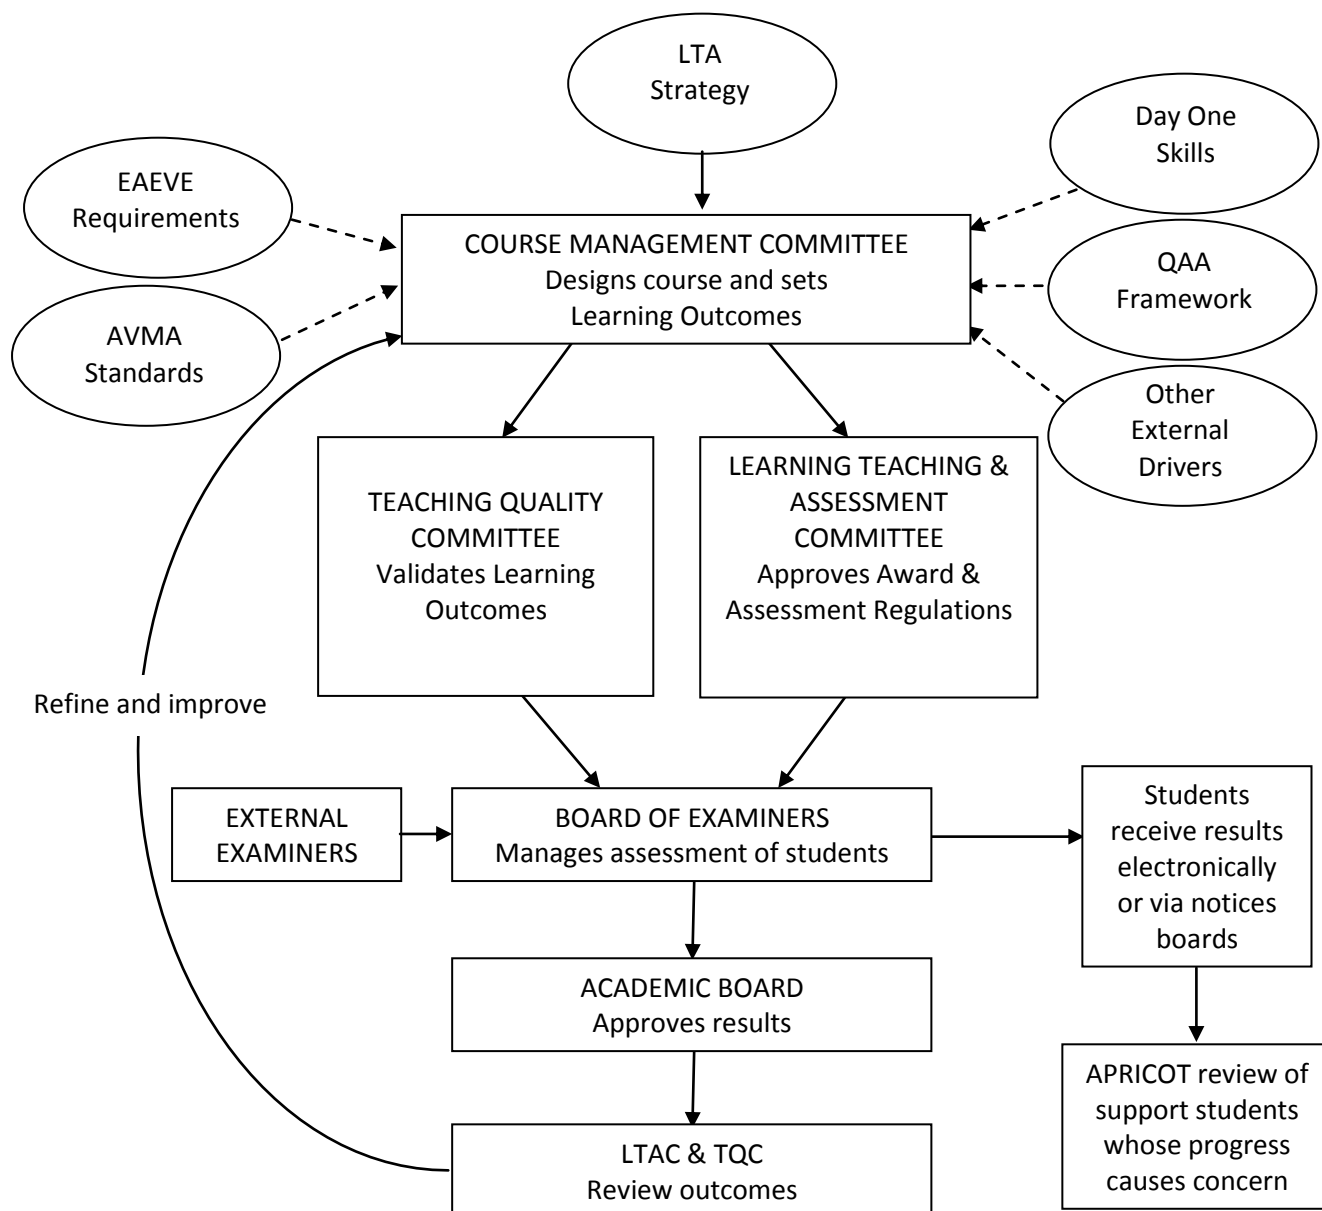 LTA
Strategy
Day One
Skills
EAEVE
Requirements
COURSE MANAGEMENT COMMITTEE
Designs course and sets
Learning Outcomes
QAA
Framework
AVMA
Standards
Other
External
Drivers
TEACHING QUALITY
COMMITTEE
Validates Learning
Outcomes
LEARNING TEACHING &
ASSESSMENT
COMMITTEE
Approves Award &
Assessment Regulations
Refine and improve
EXTERNAL
EXAMINERS
BOARD OF EXAMINERS
Manages assessment of students
Students
receive results
electronically
or via notices
boards
ACADEMIC BOARD
Approves results
APRICOT review of
support students
whose progress
causes concern
LTAC & TQC
Review outcomes